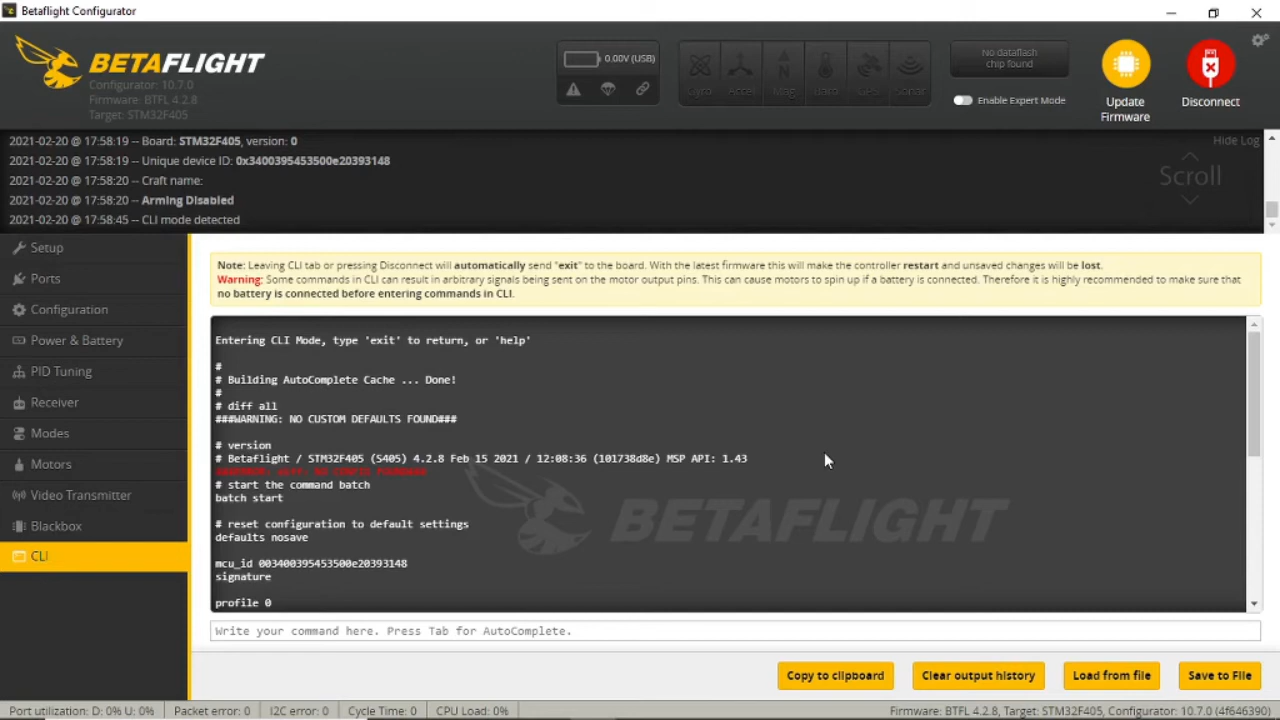 Betaflight Configurator
BETAFLIGHT
Configurator: 10.7.0
Firmware: BTFL 4.2.8
Target: STM32F405
0.00V (USB)
Gyro
Accel
Mag
Baro
GPS
Sonar
No dataflash
chip found
Enable Expert Mode
Update
Firmware
Disconnect
Hide Log
Scroll
2021-02-20 @ 17:58:19 -- Board: STM32F405, version: 0
2021-02-20 @ 17:58:19 -- Unique device ID: 0x3400395453500e20393148
2021-02-20 @ 17:58:20 -- Craft name:
2021-02-20 @ 17:58:20 -- Arming Disabled
2021-02-20 @ 17:58:45 -- CLI mode detected
Setup
Ports
Configuration
Power & Battery
PID Tuning
Receiver
Modes
Motors
Video Transmitter
Blackbox
CLI
Note: Leaving CLI tab or pressing Disconnect will automatically send "exit" to the board. With the latest firmware this will make the controller restart and unsaved changes will be lost.
Warning: Some commands in CLI can result in arbitrary signals being sent on the motor output pins. This can cause motors to spin up if a battery is connected. Therefore it is highly recommended to make sure that
no battery is connected before entering commands in CLI.
Entering CLI Mode, type 'exit' to return, or 'help'
#
# Building AutoComplete Cache ... Done!
#
# diff all
###WARNING: NO CUSTOM DEFAULTS FOUND###
# version
# Betaflight / STM32F405 (S405) 4.2.8 Feb 15 2021 / 12:08:36 (101738d8e) MSP API: 1.43
# start the command batch
batch start
# reset configuration to default settings
defaults nosave
mcu_id 003400395453500e20393148
signature
profile 0
BETAFLIGHT
Write your command here. Press Tab for AutoComplete.
Copy to clipboard
Clear output history
Load from file
Save to File
Port utilization: D: 0% U: 0%
Packet error: 0
I2C error: 0
Cycle Time: 0
CPU Load: 0%
Firmware: BTFL 4.2.8, Target: STM32F405, Configurator: 10.7.0 (4f646390)